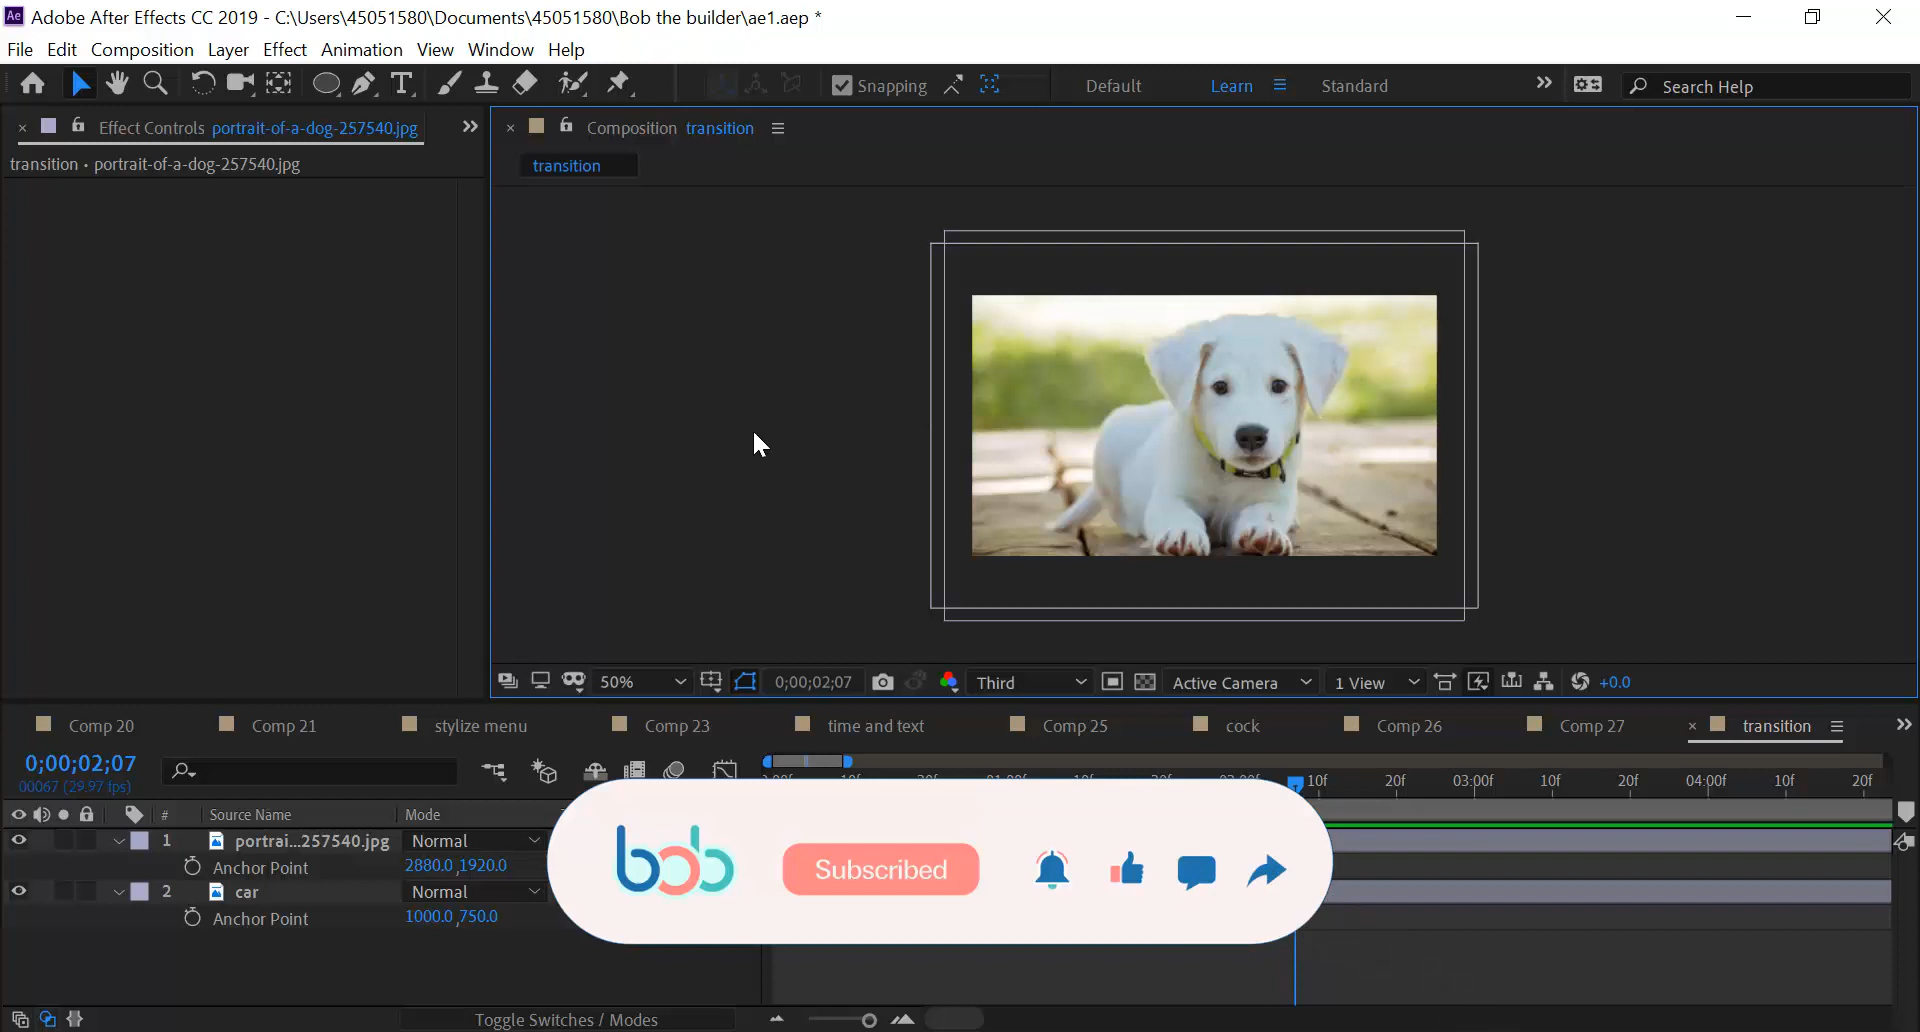 Ae Adobe After Effects CC 2019 - C:\Users\45051580\Documents\45051580\Bob the builder\ae1.aep *
File Edit Composition Layer Effect Animation View Window Help
T Snapping Default Learn Standard Search Help
Effect Controls portrait-of-a-dog-257540.jpg
Composition transition
transition • portrait-of-a-dog-257540.jpg
transition
50% 0;00;02;07 Third Active Camera 1 View +0.0
Comp 20 Comp 21 stylize menu Comp 23 time and text Comp 25 cock Comp 26 Comp 27 transition
0;00;02;07
00067 (29.97 fps)
10f 20f 03:00f 10f 20f 04:00f 10f 20f
# Source Name Mode
1 portrai...257540.jpg Normal
Anchor Point 2880.0,1920.0
2 car Normal
Anchor Point 1000.0,750.0
bob Subscribed
Toggle Switches / Modes